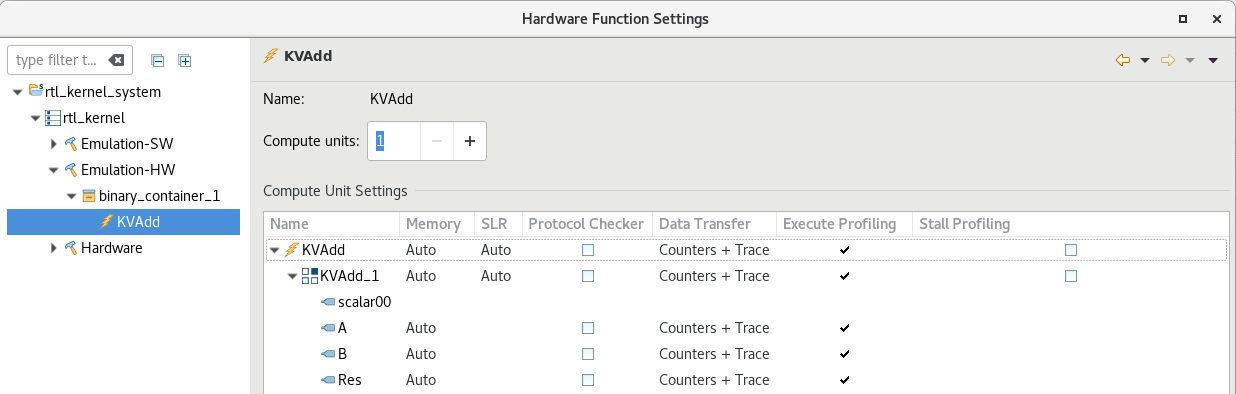 Hardware Function Settings
type filter t...
rtl_kernel_system
rtl_kernel
Emulation-SW
Emulation-HW
binary_container_1
KVAdd
Hardware
KVAdd
Name: KVAdd
Compute units: 1
Compute Unit Settings
Name Memory SLR Protocol Checker Data Transfer Execute Profiling Stall Profiling
KVAdd Auto Auto Counters + Trace
KVAdd_1 Auto Auto Counters + Trace
scalar00
A Auto Counters + Trace
B Auto Counters + Trace
Res Auto Counters + Trace